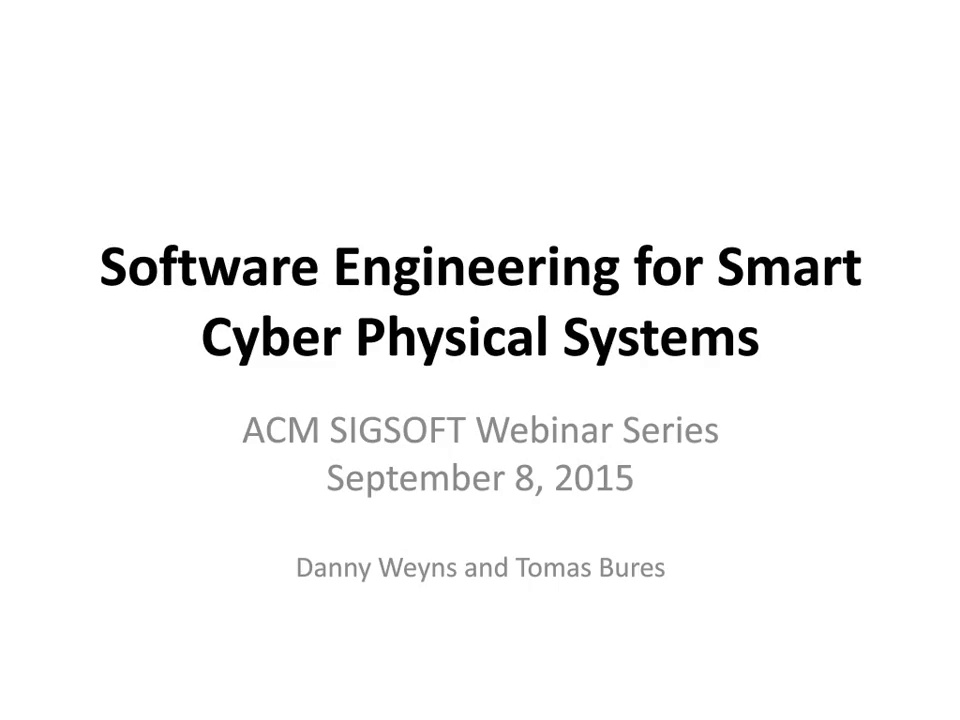 Software Engineering for Smart
Cyber Physical Systems
ACM SIGSOFT Webinar Series
September 8, 2015
Danny Weyns and Tomas Bures